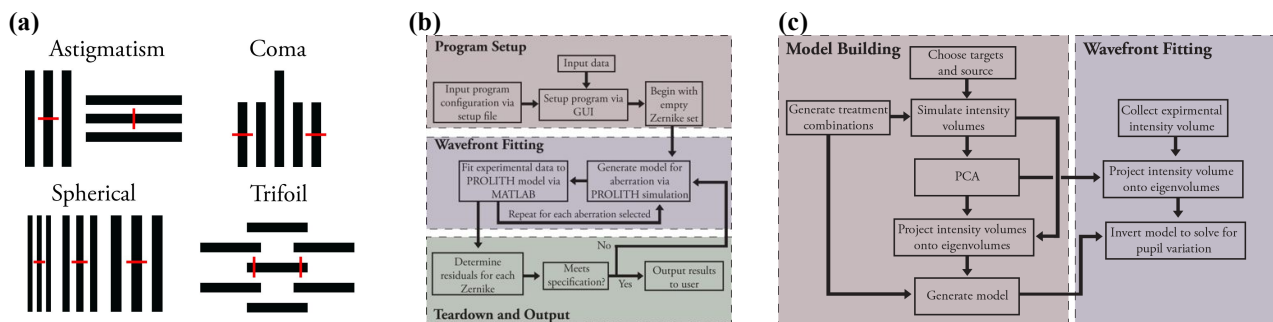 (a)
Astigmatism
Coma
Spherical
Trifoil
(b)
Program Setup
Input data
Input program
configuration via
setup file
Setup program via
GUI
Begin with
empty
Zernike set
Wavefront Fitting
Fit experimental data to
PROLITH model via
MATLAB
Generate model for
aberration via
PROLITH simulation
Repeat for each aberration selected
No
Determine
residuals for each
Zernike
Meets
specification?
Yes
Output results
to user
Teardown and Output
(c)
Model Building
Choose targets
and source
Generate treatment
combinations
Simulate intensity
volumes
PCA
Project intensity volumes
onto eigenvolumes
Generate model
Wavefront Fitting
Collect expirmental
intensity volume
Project intensity volume
onto eigenvolumes
Invert model to solve for
pupil variation